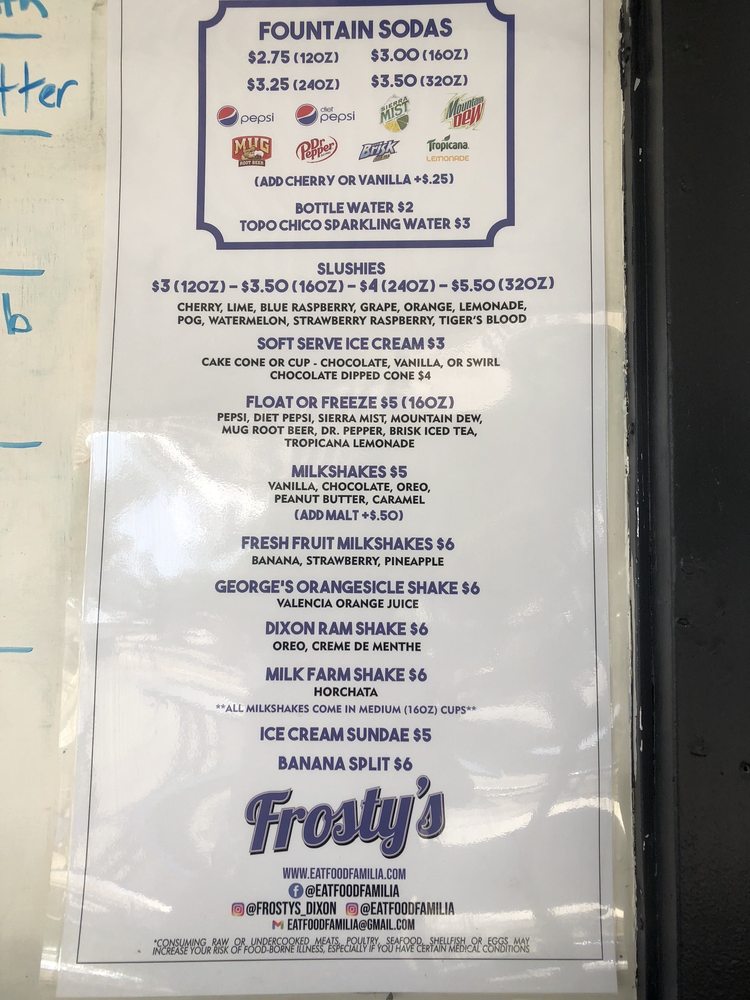 tter
b
FOUNTAIN SODAS
$2.75 (12OZ) $3.00 (16OZ)
$3.25 (24OZ) $3.50 (32OZ)
pepsi diet pepsi SIERRA MIST Mountain DEW
MUG ROOT BEER Dr Pepper BRISK Tropicana LEMONADE
(ADD CHERRY OR VANILLA +$.25)
BOTTLE WATER $2
TOPO CHICO SPARKLING WATER $3
SLUSHIES
$3 (12OZ) – $3.50 (16OZ) – $4 (24OZ) – $5.50 (32OZ)
CHERRY, LIME, BLUE RASPBERRY, GRAPE, ORANGE, LEMONADE,
POG, WATERMELON, STRAWBERRY RASPBERRY, TIGER'S BLOOD
SOFT SERVE ICE CREAM $3
CAKE CONE OR CUP - CHOCOLATE, VANILLA, OR SWIRL
CHOCOLATE DIPPED CONE $4
FLOAT OR FREEZE $5 (16OZ)
PEPSI, DIET PEPSI, SIERRA MIST, MOUNTAIN DEW,
MUG ROOT BEER, DR. PEPPER, BRISK ICED TEA,
TROPICANA LEMONADE
MILKSHAKES $5
VANILLA, CHOCOLATE, OREO,
PEANUT BUTTER, CARAMEL
(ADD MALT +$.50)
FRESH FRUIT MILKSHAKES $6
BANANA, STRAWBERRY, PINEAPPLE
GEORGE'S ORANGESICLE SHAKE $6
VALENCIA ORANGE JUICE
DIXON RAM SHAKE $6
OREO, CREME DE MENTHE
MILK FARM SHAKE $6
HORCHATA
**ALL MILKSHAKES COME IN MEDIUM (16OZ) CUPS**
ICE CREAM SUNDAE $5
BANANA SPLIT $6
Frosty's
WWW.EATFOODFAMILIA.COM
@EATFOODFAMILIA
@FROSTYS_DIXON @EATFOODFAMILIA
EATFOODFAMILIA@GMAIL.COM
*CONSUMING RAW OR UNDERCOOKED MEATS, POULTRY, SEAFOOD, SHELLFISH OR EGGS MAY
INCREASE YOUR RISK OF FOOD-BORNE ILLNESS, ESPECIALLY IF YOU HAVE CERTAIN MEDICAL CONDITIONS